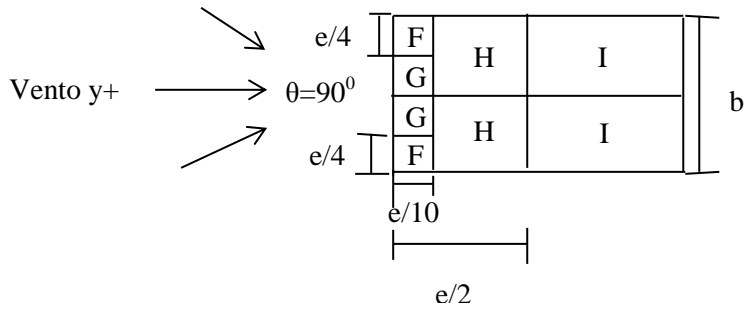 e/4 F H I
G
Vento y+ θ=90⁰ b
G H I
e/4 F
e/10
e/2